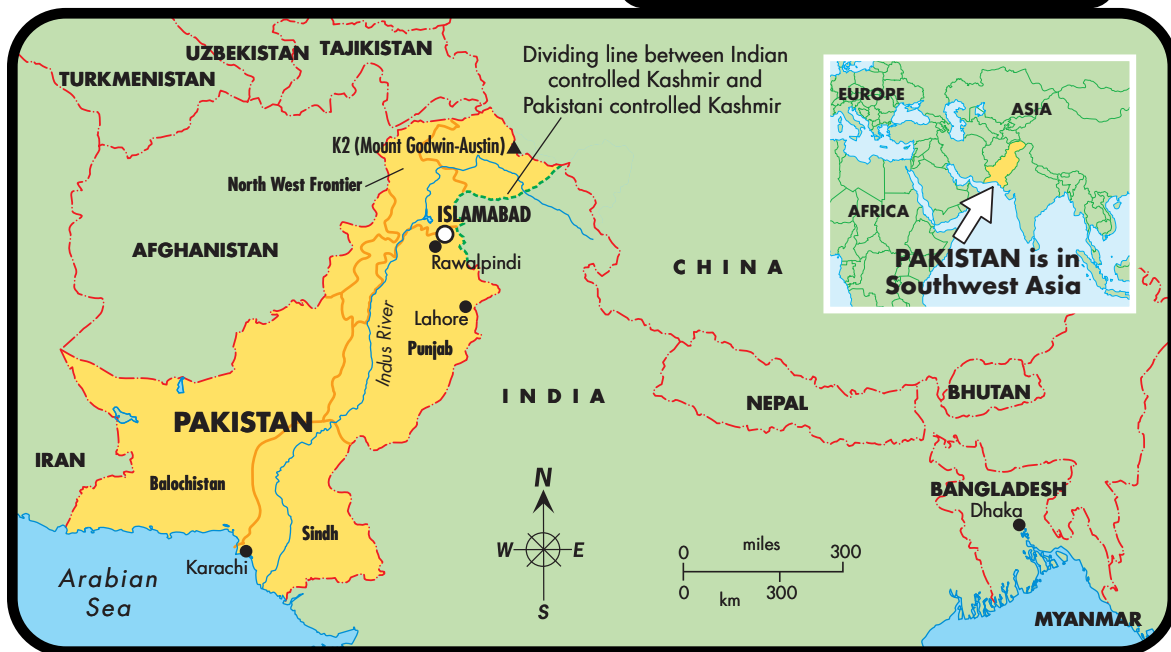 UZBEKISTAN
TAJIKISTAN
TURKMENISTAN
Dividing line between Indian
controlled Kashmir and
Pakistani controlled Kashmir
EUROPE
ASIA
AFRICA
PAKISTAN is in
Southwest Asia
K2 (Mount Godwin-Austin)
North West Frontier
ISLAMABAD
AFGHANISTAN
Rawalpindi
CHINA
Lahore
Indus River
Punjab
INDIA
NEPAL
BHUTAN
PAKISTAN
IRAN
Balochistan
BANGLADESH
Dhaka
Sindh
Karachi
Arabian
Sea
N
W
E
S
0 miles 300
0 km 300
MYANMAR